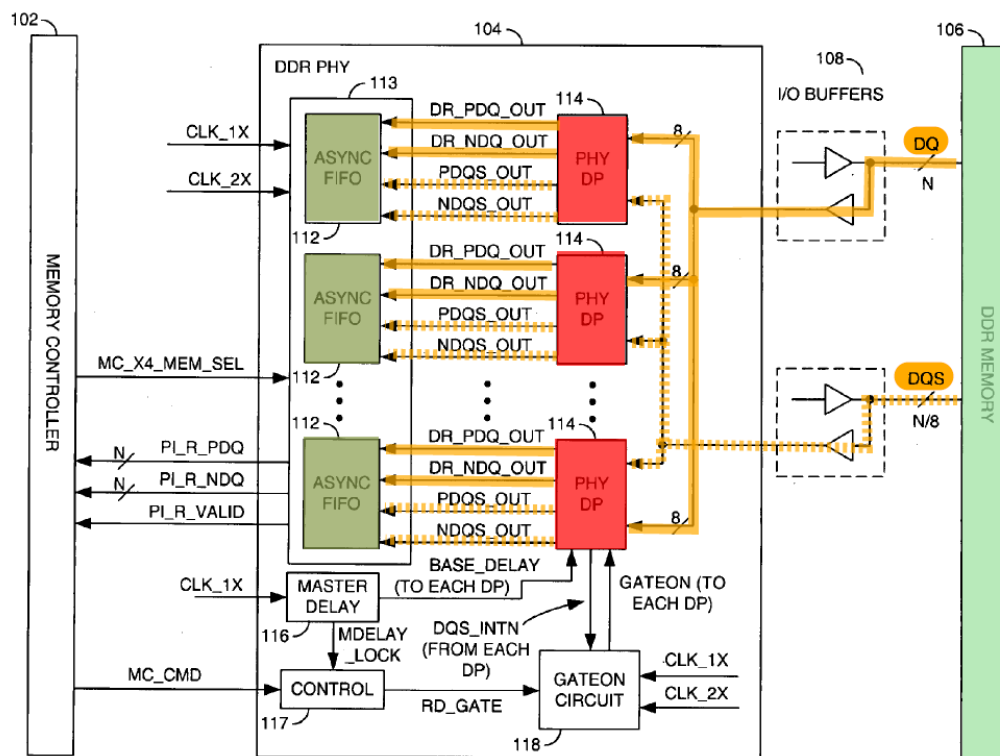 102
104
106
108
DDR PHY
113
114
I/O BUFFERS
CLK_1X
CLK_2X
ASYNC
FIFO
112
DR_PDQ_OUT
DR_NDQ_OUT
PDQS_OUT
NDQS_OUT
PHY
DP
8
DQ
N
114
ASYNC
FIFO
112
DR_PDQ_OUT
DR_NDQ_OUT
PDQS_OUT
NDQS_OUT
PHY
DP
8
MEMORY CONTROLLER
MC_X4_MEM_SEL
DQS
N/8
DDR MEMORY
112
114
N
PI_R_PDQ
N
PI_R_NDQ
PI_R_VALID
ASYNC
FIFO
DR_PDQ_OUT
DR_NDQ_OUT
PDQS_OUT
NDQS_OUT
PHY
DP
8
CLK_1X
MASTER
DELAY
116
BASE_DELAY
(TO EACH DP)
GATEON (TO
EACH DP)
MDELAY
_LOCK
DQS_INTN
(FROM EACH
DP)
MC_CMD
CONTROL
117
RD_GATE
GATEON
CIRCUIT
118
CLK_1X
CLK_2X